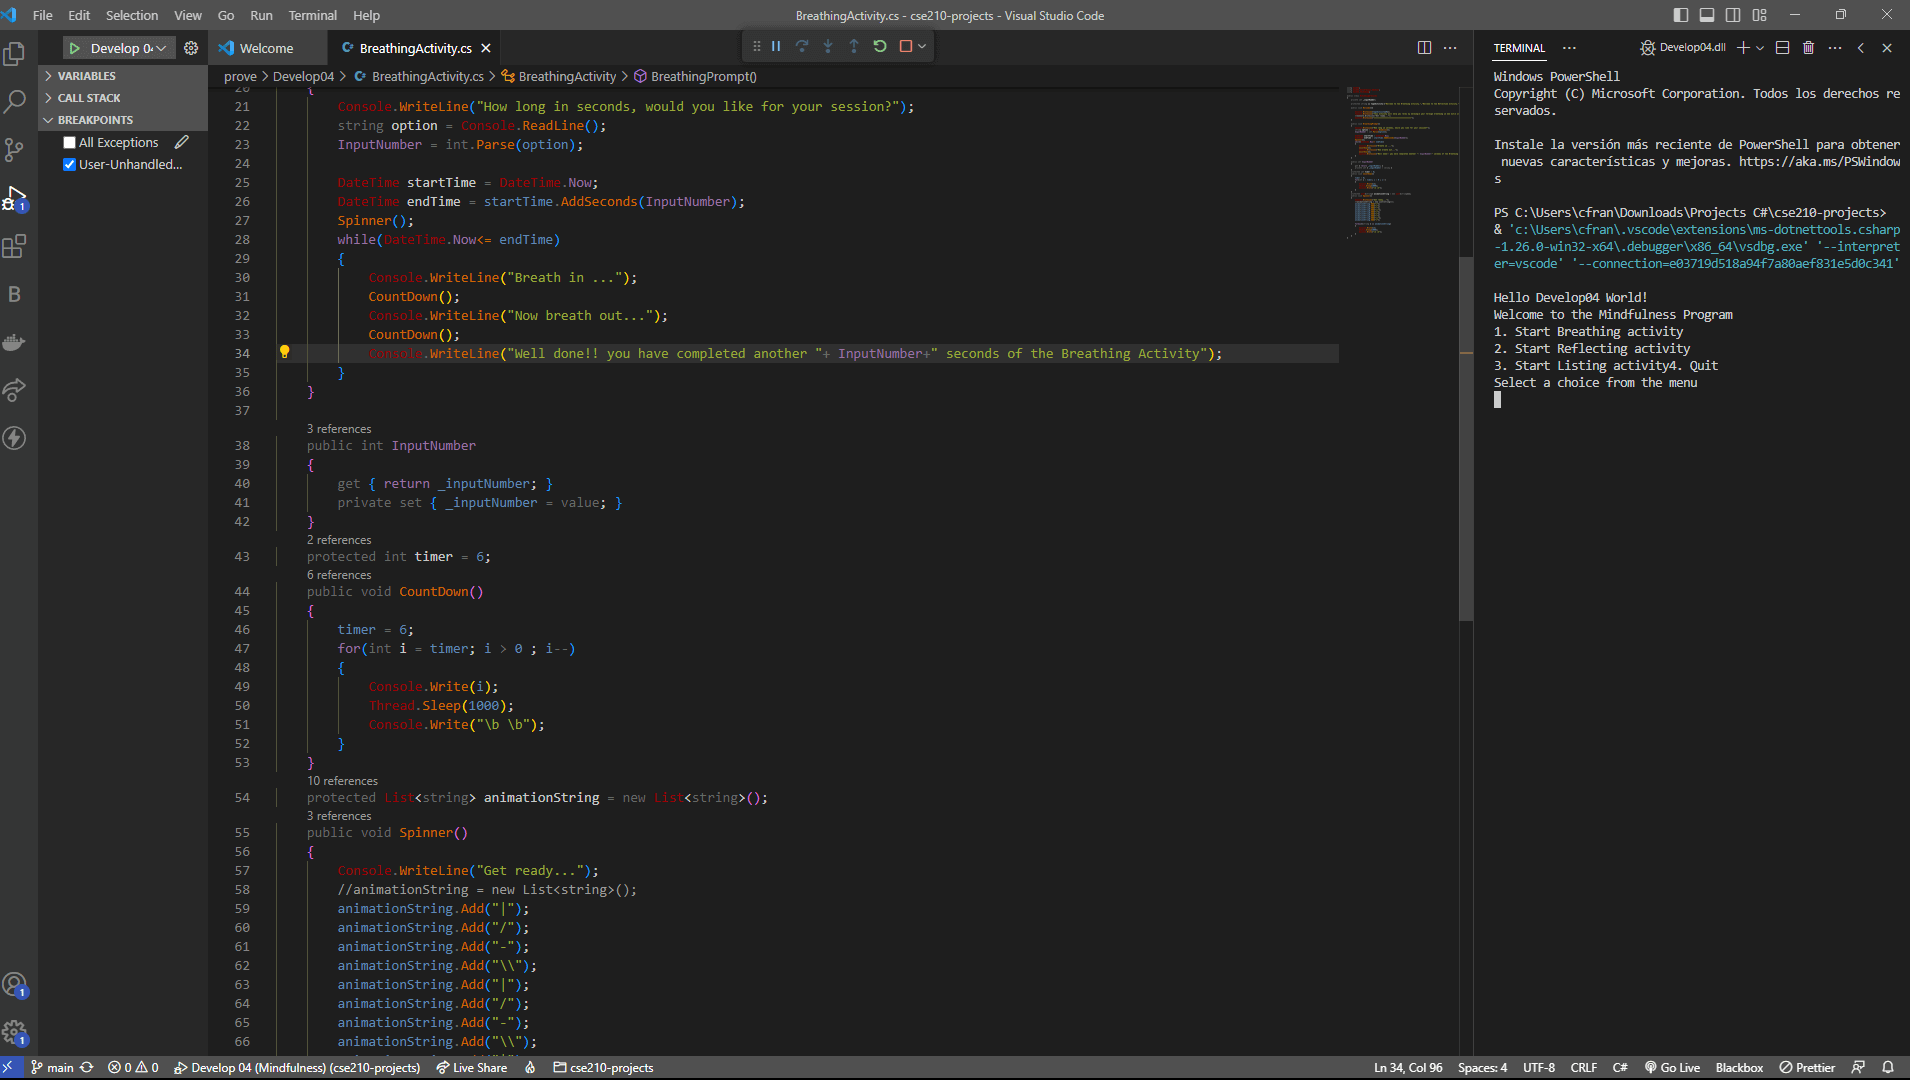 File Edit Selection View Go Run Terminal Help
BreathingActivity.cs - cse210-projects - Visual Studio Code
Develop 04
Welcome
BreathingActivity.cs
VARIABLES
CALL STACK
BREAKPOINTS
All Exceptions
User-Unhandled...
prove > Develop04 > BreathingActivity.cs > BreathingActivity > BreathingPrompt()
20 {
21 Console.WriteLine("How long in seconds, would you like for your session?");
22 string option = Console.ReadLine();
23 InputNumber = int.Parse(option);
24
25 DateTime startTime = DateTime.Now;
26 DateTime endTime = startTime.AddSeconds(InputNumber);
27 Spinner();
28 while(DateTime.Now<= endTime)
29 {
30 Console.WriteLine("Breath in ...");
31 CountDown();
32 Console.WriteLine("Now breath out...");
33 CountDown();
34 Console.WriteLine("Well done!! you have completed another "+ InputNumber+" seconds of the Breathing Activity");
35 }
36 }
37
3 references
38 public int InputNumber
39 {
40 get { return _inputNumber; }
41 private set { _inputNumber = value; }
42 }
2 references
43 protected int timer = 6;
6 references
44 public void CountDown()
45 {
46 timer = 6;
47 for(int i = timer; i > 0 ; i--)
48 {
49 Console.Write(i);
50 Thread.Sleep(1000);
51 Console.Write("\b \b");
52 }
53 }
10 references
54 protected List<string> animationString = new List<string>();
3 references
55 public void Spinner()
56 {
57 Console.WriteLine("Get ready...");
58 //animationString = new List<string>();
59 animationString.Add("|");
60 animationString.Add("/");
61 animationString.Add("-");
62 animationString.Add("\\");
63 animationString.Add("|");
64 animationString.Add("/");
65 animationString.Add("-");
66 animationString.Add("\\");
TERMINAL
Develop04.dll
Windows PowerShell
Copyright (C) Microsoft Corporation. Todos los derechos re
servados.
Instale la versión más reciente de PowerShell para obtener
nuevas características y mejoras. https://aka.ms/PSWindow
s
PS C:\Users\cfran\Downloads\Projects C#\cse210-projects>
& 'c:\Users\cfran\.vscode\extensions\ms-dotnettools.csharp
-1.26.0-win32-x64\.debugger\x86_64\vsdbg.exe' '--interpret
er=vscode' '--connection=e03719d518a94f7a80aef831e5d0c341'
Hello Develop04 World!
Welcome to the Mindfulness Program
1. Start Breathing activity
2. Start Reflecting activity
3. Start Listing activity4. Quit
Select a choice from the menu
main 0 0 Develop 04 (Mindfulness) (cse210-projects) Live Share cse210-projects
Ln 34, Col 96 Spaces: 4 UTF-8 CRLF C# Go Live Blackbox Prettier